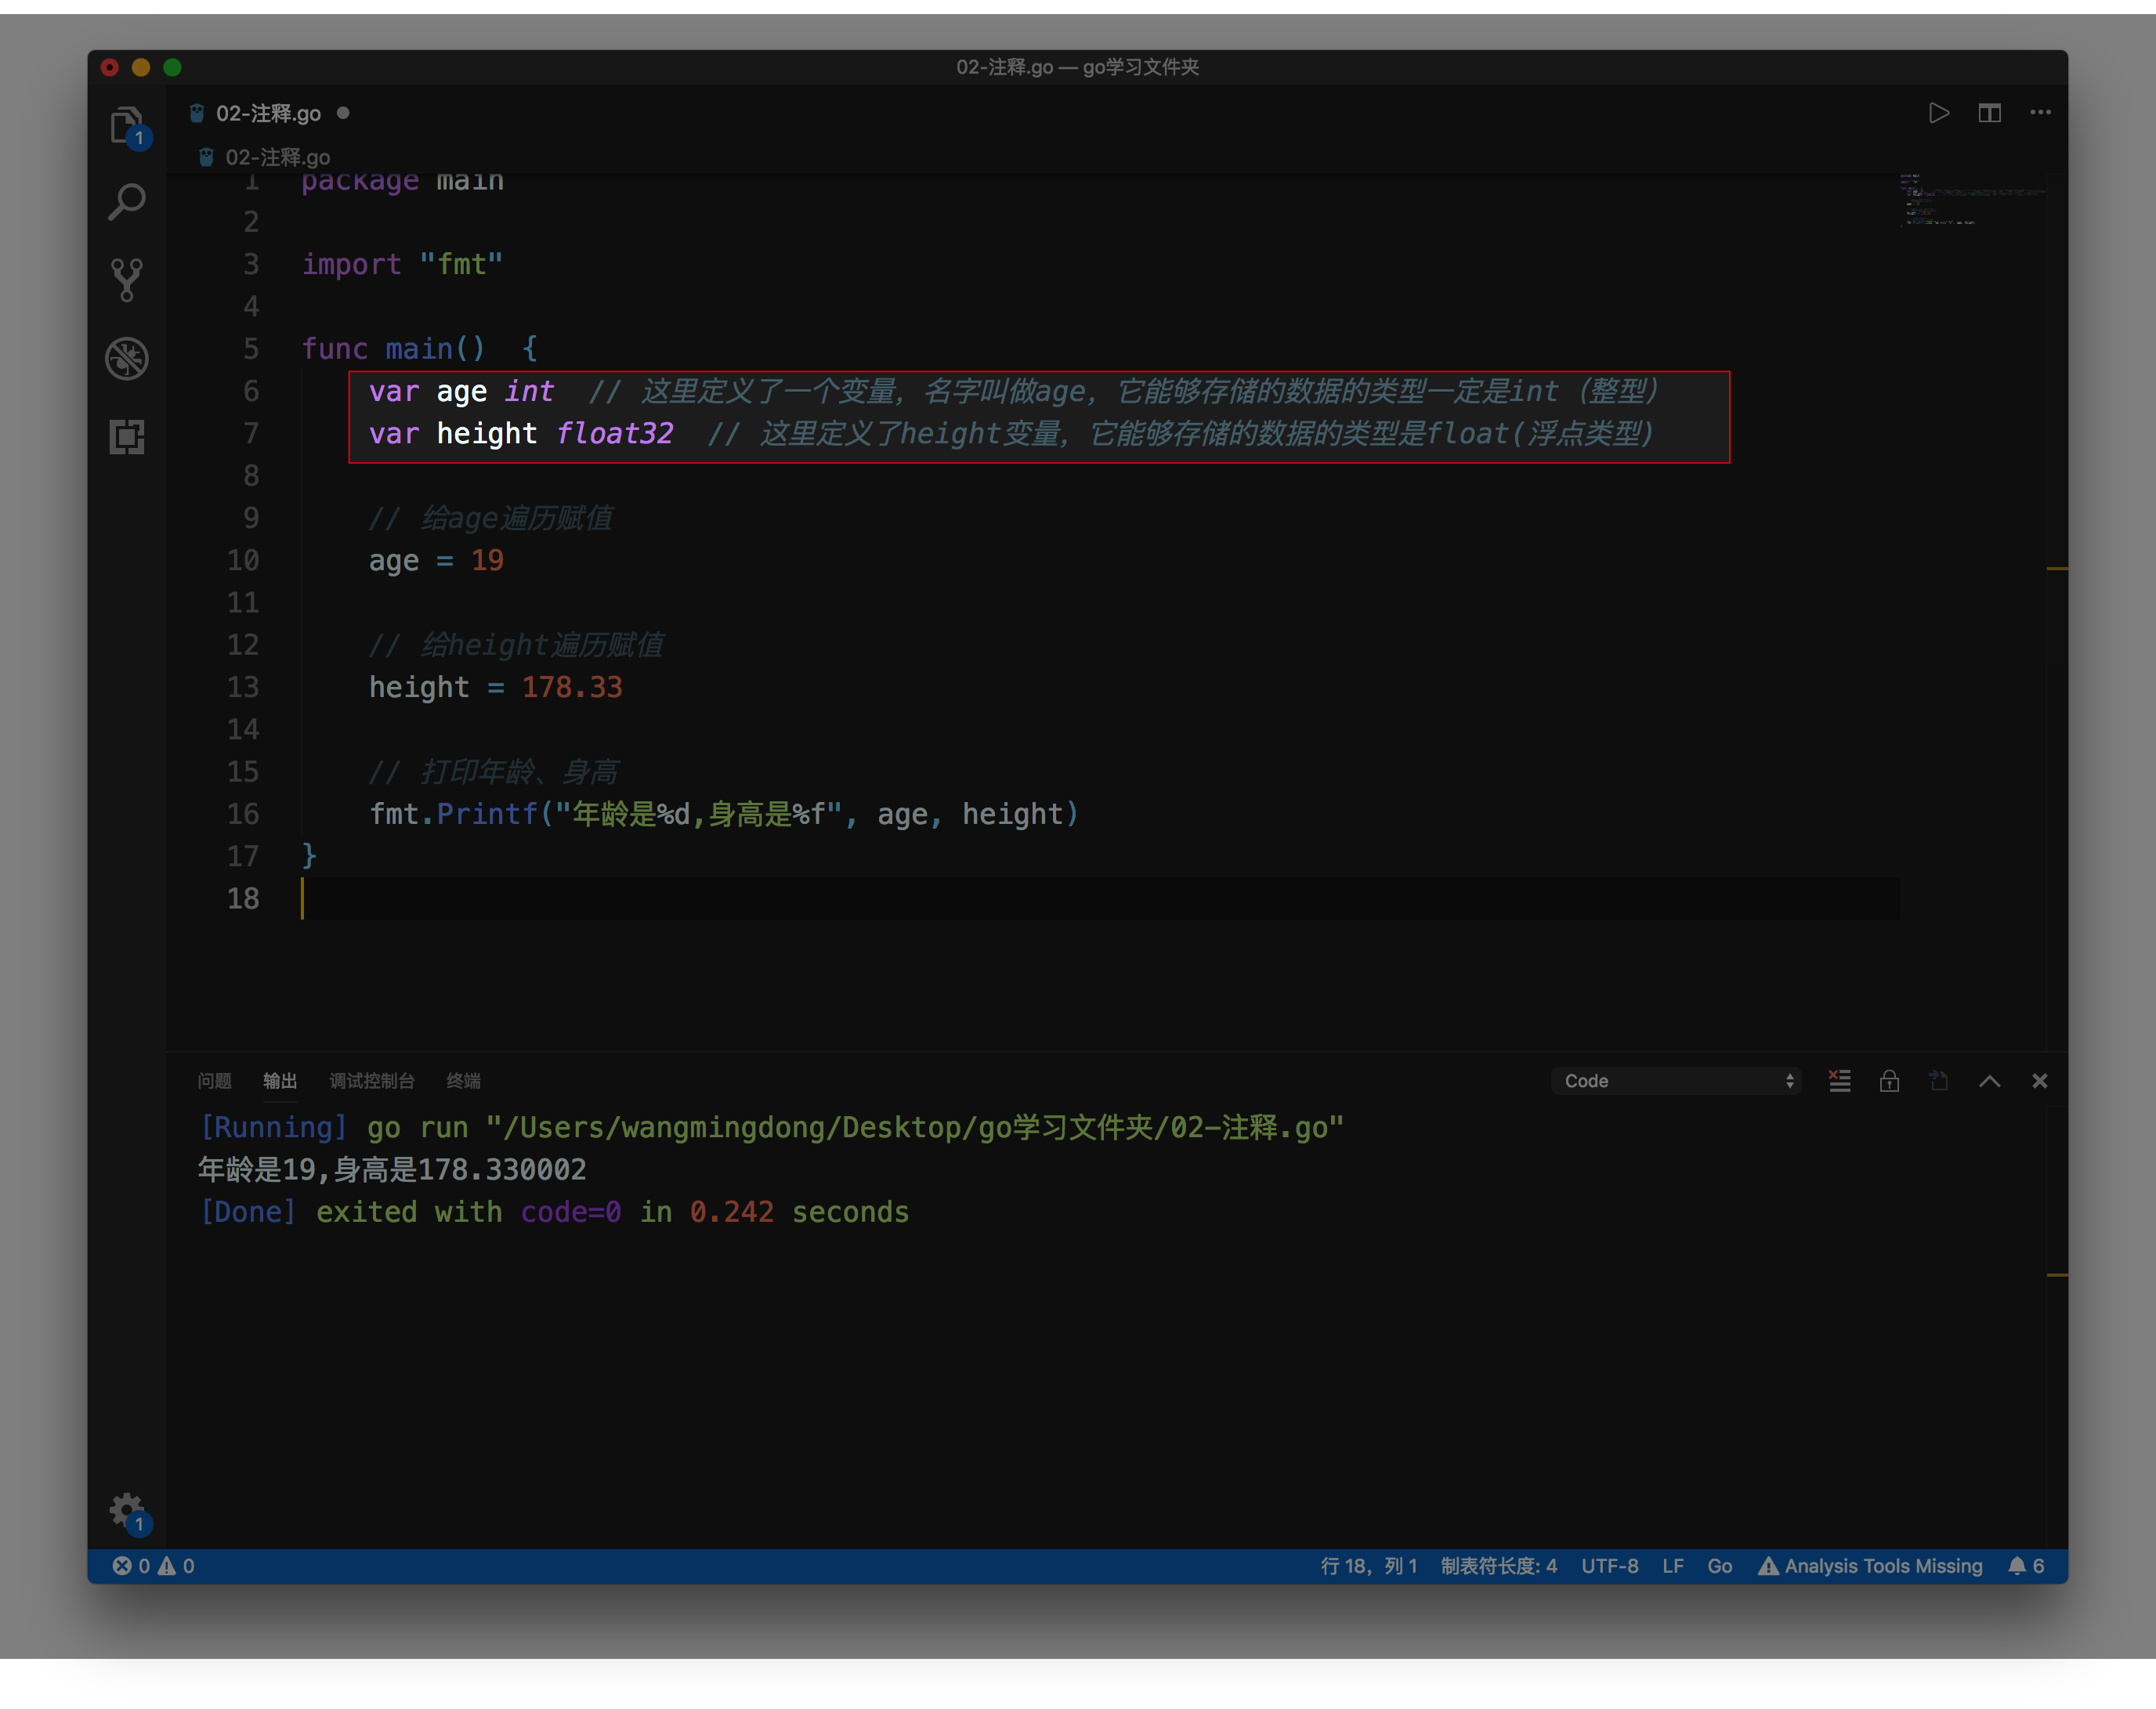 02-注释.go — go学习文件夹
02-注释.go
02-注释.go
1 package main
2
3 import "fmt"
4
5 func main()  {
6 var age int  // 这里定义了一个变量，名字叫做age，它能够存储的数据的类型一定是int（整型）
7 var height float32  // 这里定义了height变量，它能够存储的数据的类型是float(浮点类型)
8
9 // 给age遍历赋值
10 age = 19
11
12 // 给height遍历赋值
13 height = 178.33
14
15 // 打印年龄、身高
16 fmt.Printf("年龄是%d,身高是%f", age, height)
17 }
18
问题 输出 调试控制台 终端 Code
[Running] go run "/Users/wangmingdong/Desktop/go学习文件夹/02-注释.go"
年龄是19,身高是178.330002
[Done] exited with code=0 in 0.242 seconds
1
1
0 0 行 18，列 1 制表符长度: 4 UTF-8 LF Go Analysis Tools Missing 6